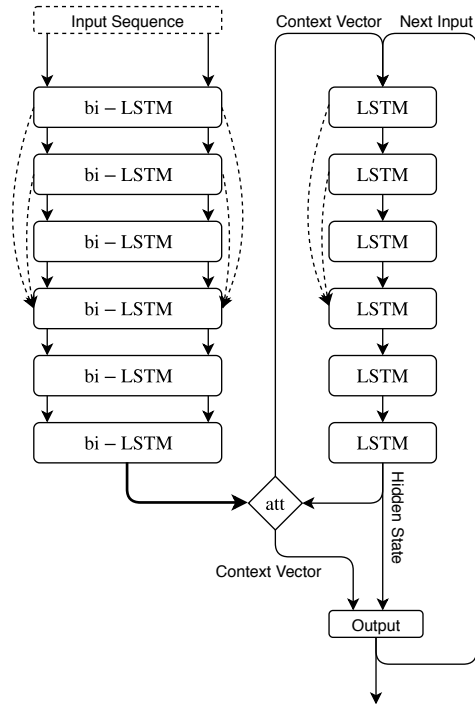 Input Sequence
bi – LSTM
bi – LSTM
bi – LSTM
bi – LSTM
bi – LSTM
bi – LSTM
Context Vector
Next Input
LSTM
LSTM
LSTM
LSTM
LSTM
LSTM
att
Hidden State
Context Vector
Output